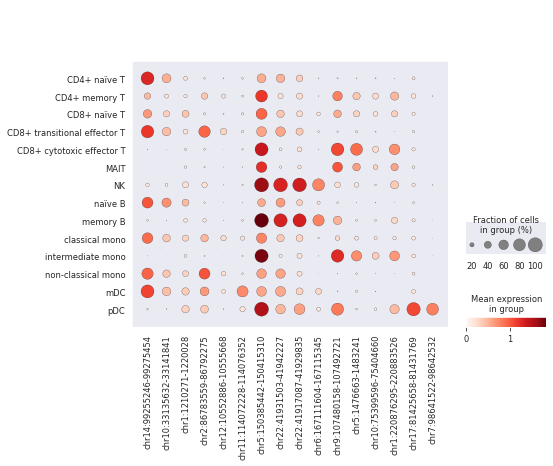 CD4+ naïve T
CD4+ memory T
CD8+ naïve T
CD8+ transitional effector T
CD8+ cytotoxic effector T
MAIT
NK
naïve B
memory B
classical mono
intermediate mono
non-classical mono
mDC
pDC
chr14:99255246-99275454
chr10:33135632-33141841
chr1:1210271-1220028
chr2:86783559-86792275
chr12:10552886-10555668
chr11:114072228-114076352
chr5:150385442-150415310
chr22:41931503-41942227
chr22:41917087-41929835
chr6:167111604-167115345
chr9:107480158-107492721
chr5:1476663-1483241
chr10:75399596-75404660
chr1:220876295-220883526
chr17:81425658-81431769
chr7:98641522-98642532
Fraction of cells
in group (%)
20 40 60 80 100
Mean expression
in group
0 1